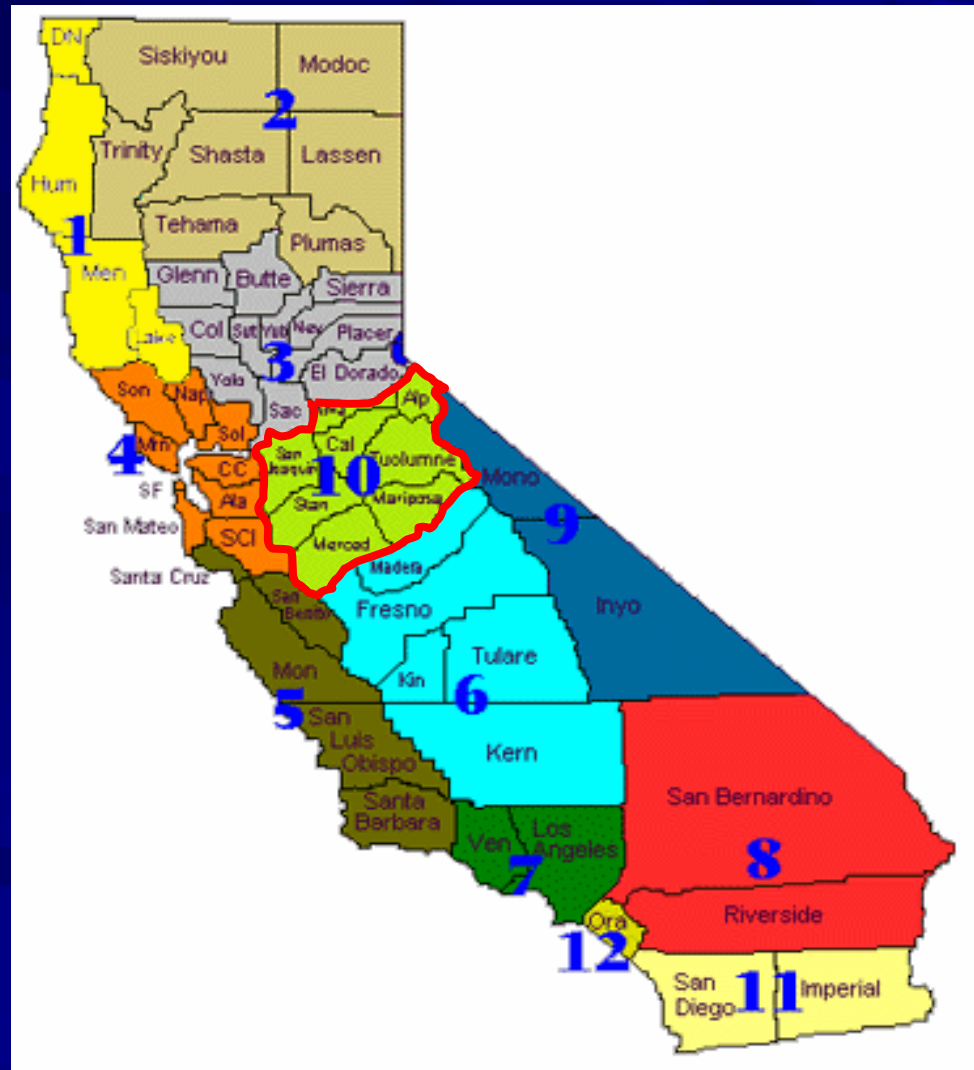 DN
Siskiyou
Modoc
2
Trinity
Shasta
Lassen
Hum
Tehama
1
Plumas
Men
Glenn
Butte
Sierra
Lake
Col
Sut
Yub
Nev
Placer
3
Yolo
El Dorado
Son
Nap
Sac
Alp
Sol
Mrn
4
Cal
San
Joaquin
Tuolumne
10
CC
Mono
SF
Ala
Stan
Mariposa
San Mateo
SCl
9
Merced
Santa Cruz
Madera
San
Benito
Fresno
Inyo
Mon
Kin
Tulare
5
6
San
Luis
Obispo
Kern
Santa
Barbara
San Bernardino
Ven
Los
Angeles
7
8
Ora
Riverside
12
San
Diego
11
Imperial